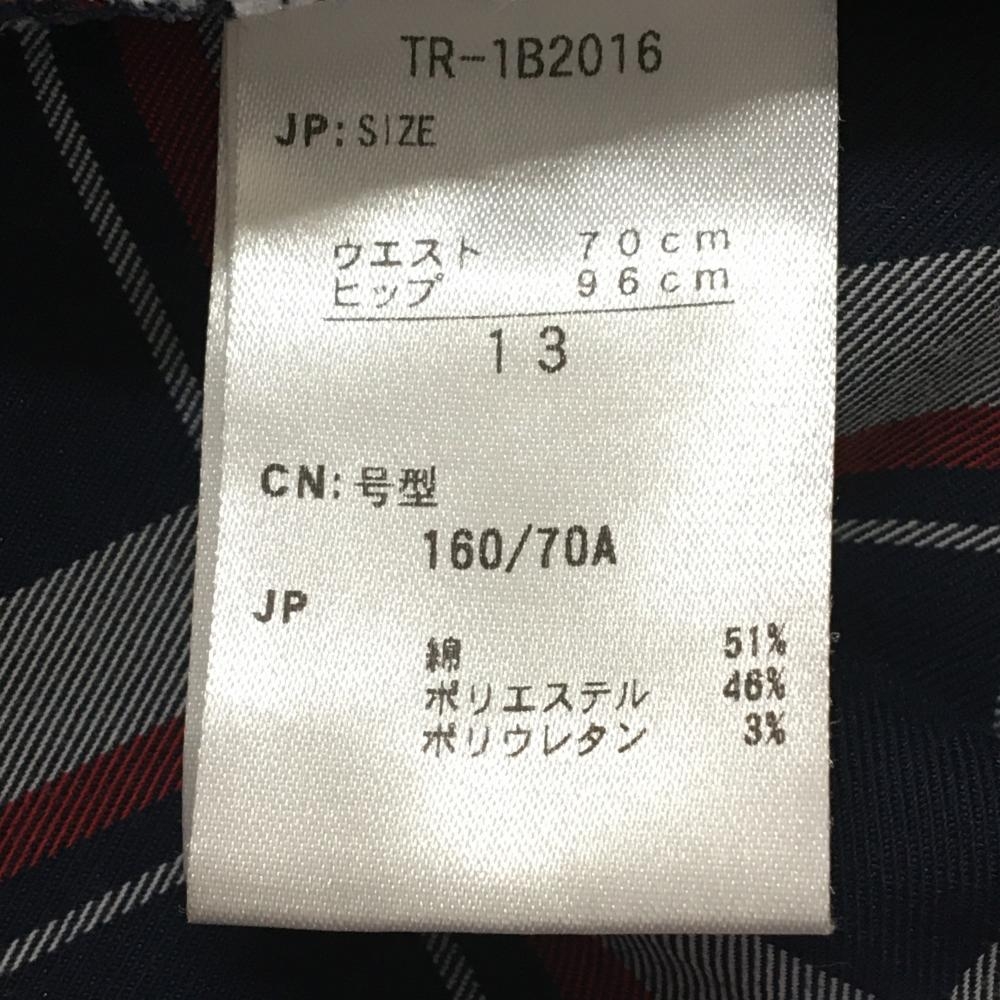 TR-1B2016
JP:SIZE
ウエスト 70cm
ヒップ 96cm
13
CN:号型
160/70A
JP
綿 51%
ポリエステル 46%
ポリウレタン 3%